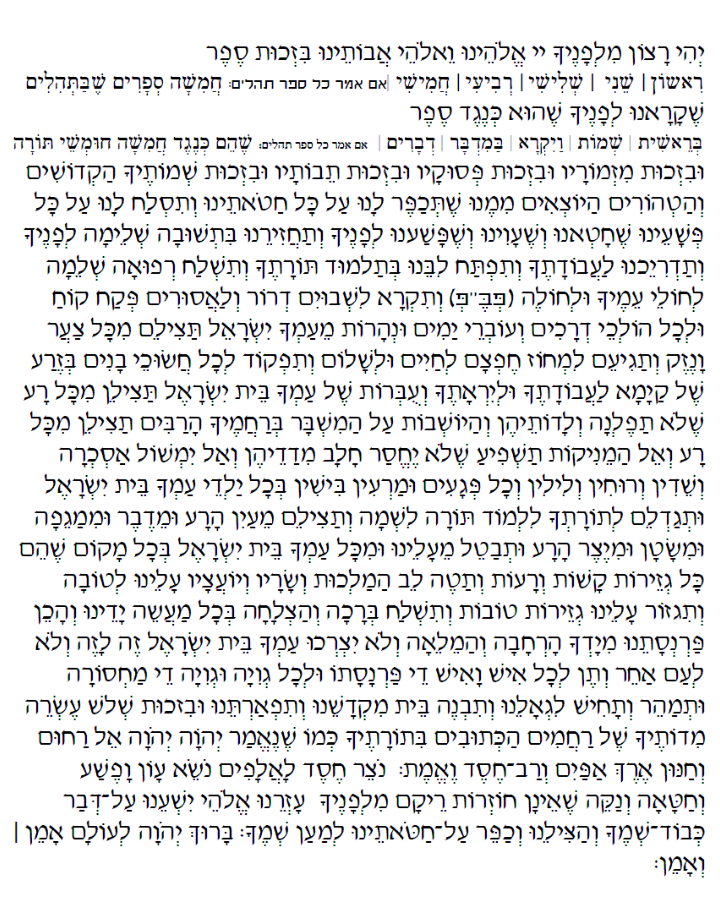 יְהִי רָצוֹן מִלְפָנֶיךָ יי אֱלֹהֵינוּ וֵאלֹהֵי אֲבוֹתֵינוּ בִּזְכוּת סֵפֶר
רִאשׁוֹן| שֵׁנִי | שְׁלִישִׁי | רְבִיעִי | חֲמִישִׁי |אם אמר כל ספר תהלים: חֲמִשָּׁה סְפָרִים שֶׁבַּתְּהִלִּים
שֶׁקָרָאנוּ לְפָנֶיךָ שֶׁהוּא כְּנֶגֶד סֵפֶר
בְּרֵאשִׁית | שְׁמוֹת | וַיִּקְרָא | בַּמִּדְבָּר | דְבָרִים | אם אמר כל ספר תהלים: שֶׁהֵם כְּנֶגֶד חֲמִשָּׁה חוּמְשֵׁי תּוֹרָה
וּבִזְכוּת מִזְמוֹרָיו וּבִזְכוּת פְּסוּקָיו וּבִזְכוּת תֵּבוֹתָיו וּבִזְכוּת שְׁמוֹתֶיךָ הַקְּדוֹשִׁים
וְהַטְּהוֹרִים הַיּוֹצְאִים מִמֶּנוּ שֶׁתְּכַפֶּר לָנוּ עַל כָּל חַטֹּאתֵינוּ וְתִסְלַח לָנוּ עַל כָּל
פְּשָׁעֵינוּ שֶׁחָטְאנוּ וְשֶׁעָוִינוּ וְשֶׁפָּשַׁעְנוּ לְפָנֶיךָ וְתַחֲזִירֵנוּ בִּתְשׁוּבָה שְׁלֵימָה לְפָנֶיךָ
וְתַדְרִיכֵנוּ לַעֲבוֹדָתֶךָ וְתִפְתַּח לִבֵּנוּ בְּתַלְמוּד תּוֹרָתֶךָ וְתִשְׁלַח רְפוּאָה שְׁלֵמָה
לְחוֹלֵי עַמֶּיךָ וּלְחוֹלֶה (פְּבֶּ״פְּ) וְתִקְרָא לִשְׁבוּיִם דְרוֹר וְלַאֲסוּרִים פְּקַח קוֹחַ
וּלְכָל הוֹלְכֵי דְרָכִים וְעוֹבְרֵי יַמִים וּנְהָרוֹת מֵעַמְּךָ יִשְׂרָאֵל תַּצִּילֵם מִכָּל צַעַר
וָנֶזֶק וְתַגִיעֵם לִמְחוֹז חֶפְצָם לְחַיִּים וּלְשָׁלוֹם וְתִפְקוֹד לְכָל חֲשׂוּכֵי בָנִים בְּזֶרַע
שֶׁל קַיָּמָא לַעֲבוֹדָתֶךָ וּלְיִרְאָתֶךָ וְעֻבְּרוֹת שֶׁל עַמְּךָ בֵּית יִשְׂרָאֵל תַּצִּילֵן מִכָּל רָע
שֶׁלֹּא תַפֵּלְנָה וְלָדוֹתֵיהֶן וְהַיּוֹשְׁבוֹת עַל הַמִּשְׁבָּר בְּרַחֲמֶיךָ הָרַבִּים תַּצִּילֵן מִכָּל
רָע וְאֶל הַמֵּנִיקוֹת תַּשְׁפִּיעַ שֶׁלֹּא יֶחֱסַר חָלָב מִדַדֵיהֶן וְאַל יִמְשׁוֹל אַסְכָּרָה
וְשֵׁדִין וְרוּחִין וְלִילִין וְכָל פְּגָעִים וּמַרְעִין בִּישִׁין בְּכָל יַלְדֵי עַמְּךָ בֵּית יִשְׂרָאֵל
וּתְגַדְּלֵם לְתוֹרָתְךָ לִלְמוֹד תּוֹרָה לִשְׁמָהּ וְתַצִּילֵם מֵעַיִן הָרָע וּמִדֶּבֶר וּמִמַּגֵפָה
וּמִשָּׂטָן וּמִיֵּצֶר הָרָע וּתְבַטֵל מֵעָלֵינוּ וּמִכָּל עַמְּךָ בֵּית יִשְׂרָאֵל בְּכָל מָקוֹם שֶׁהֵם
כָּל גְּזֵירוֹת קָשׁוֹת וְרָעוֹת וְתַטֶה לֵב הַמַלְכוּת וְשָׂרָיו וְיוֹעֲצָיו עָלֵינוּ לְטוֹבָה
וְתִגְזוֹר עָלֵינוּ גְּזֵירוֹת טוֹבוֹת וְתִשְׁלַח בְּרָכָה וְהַצְלָחָה בְּכָל מַעֲשֵׂה יָדֵינוּ וְהָכֵן
פַּרְנָסָתֵנוּ מִיָּדְךָ הָרְחָבָה וְהַמְּלֵאָה וְלֹא יִצְרְכוּ עַמְּךָ בֵּית יִשְׂרָאֵל זֶה לָזֶה וְלֹא
לְעַם אַחֵר וְתֵן לְכָל אִישׁ וָאִישׁ דֵּי פַּרְנָסָתוֹ וּלְכָל גְּוִיָּה וּגְוִיָּה דֵּי מַחְסוֹרָהּ
וּתְמַהֵר וְתָחִישׁ לְגָאֳלֵנוּ וְתִבְנֶה בֵּית מִקְדָּשֵׁנוּ וְתִפְאַרְתֵּנוּ וּבִזְכוּת שְׁלֹשׁ עֶשְׂרֵה
מִדוֹתֶיךָ שֶׁל רַחֲמִים הַכְּתוּבִים בְּתוֹרָתֶיךָ כְּמוֹ שֶׁנֶּאֱמַר יְהֹוָה יְהֹוָה אֵל רַחוּם
וְחַנּוּן אֶרֶךְ אַפַּיִם וְרַב־חֶסֶד וֶאֱמֶת: נֹצֵר חֶסֶד לָאֲלָפִים נֹשֵׂא עָוֹן וָפֶשַׁע
וְחַטָּאָה וְנַקֵּה שֶׁאֵינָן חוֹזְרוֹת רֵיקָם מִלְּפָנֶיךָ עָזְרֵנוּ אֱלֹהֵי יִשְׁעֵנוּ עַל־דְּבַר
כְּבוֹד־שְׁמֶךָ וְהַצִּילֵנוּ וְכַפֵּר עַל־חַטֹּאתֵינוּ לְמַעַן שְׁמֶךָ: בָּרוּךְ יְהֹוָה לְעוֹלָם אָמֵן |
וְאָמֵן: